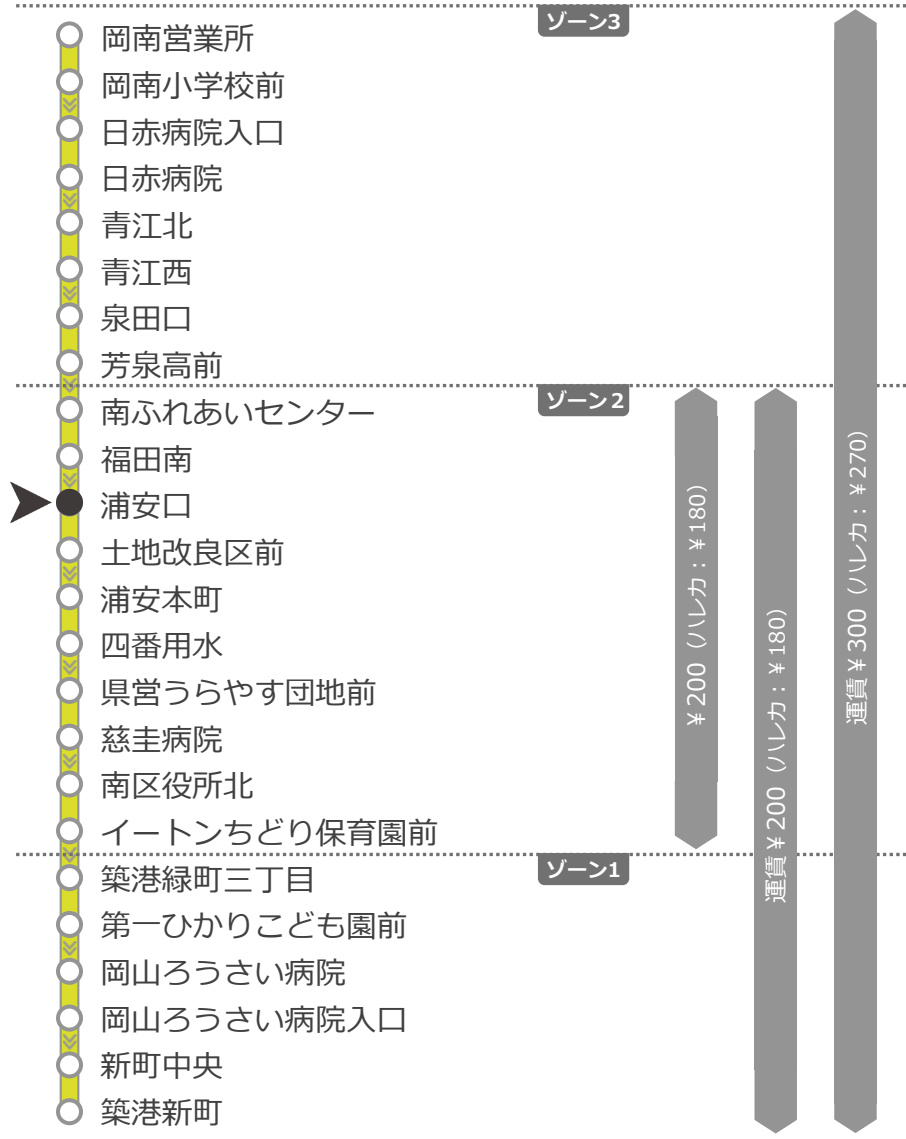 ゾーン3
岡南営業所
岡南小学校前
日赤病院入口
日赤病院
青江北
青江西
泉田口
芳泉高前
ゾーン2
南ふれあいセンター
福田南
浦安口
土地改良区前
浦安本町
四番用水
県営うらやす団地前
慈圭病院
南区役所北
イートンちどり保育園前
ゾーン1
築港緑町三丁目
第一ひかりこども園前
岡山ろうさい病院
岡山ろうさい病院入口
新町中央
築港新町
¥200（ハレカ：¥180）
運賃¥200（ハレカ：¥180）
運賃¥300（ハレカ：¥270）